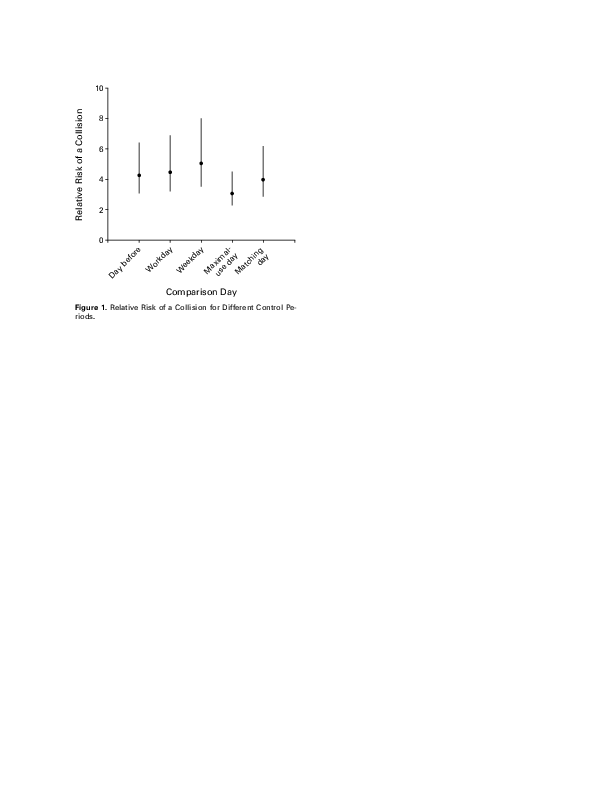 10
8
6
4
2
0
Relative Risk of a Collision
Day before
Workday
Weekday
Maximal-
use day
Matching
day
Comparison Day
Figure 1. Relative Risk of a Collision for Different Control Pe-
riods.